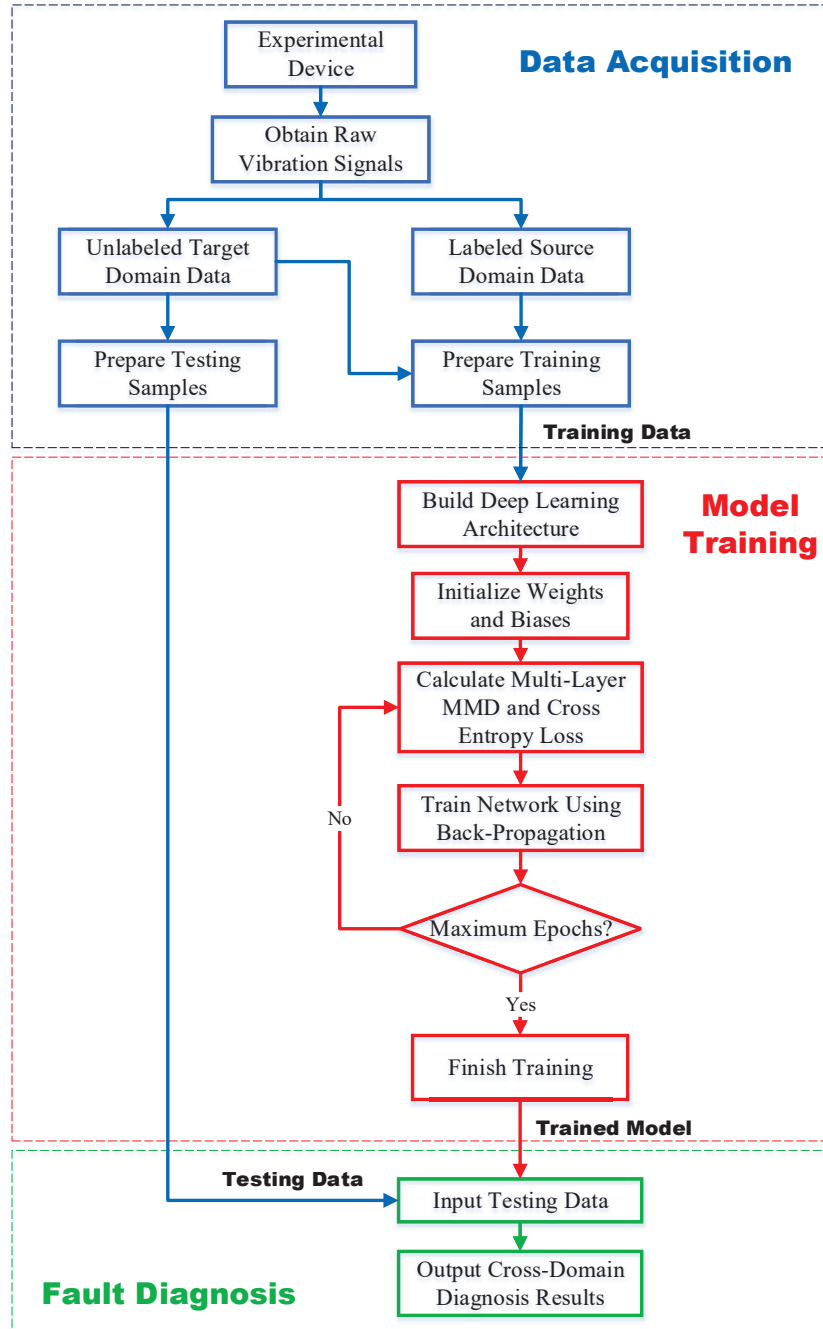 Experimental
Device
Data Acquisition
Obtain Raw
Vibration Signals
Unlabeled Target
Domain Data
Labeled Source
Domain Data
Prepare Testing
Samples
Prepare Training
Samples
Training Data
Build Deep Learning
Architecture
Model
Training
Initialize Weights
and Biases
Calculate Multi-Layer
MMD and Cross
Entropy Loss
Train Network Using
Back-Propagation
No
Maximum Epochs?
Yes
Finish Training
Trained Model
Testing Data
Input Testing Data
Output Cross-Domain
Diagnosis Results
Fault Diagnosis